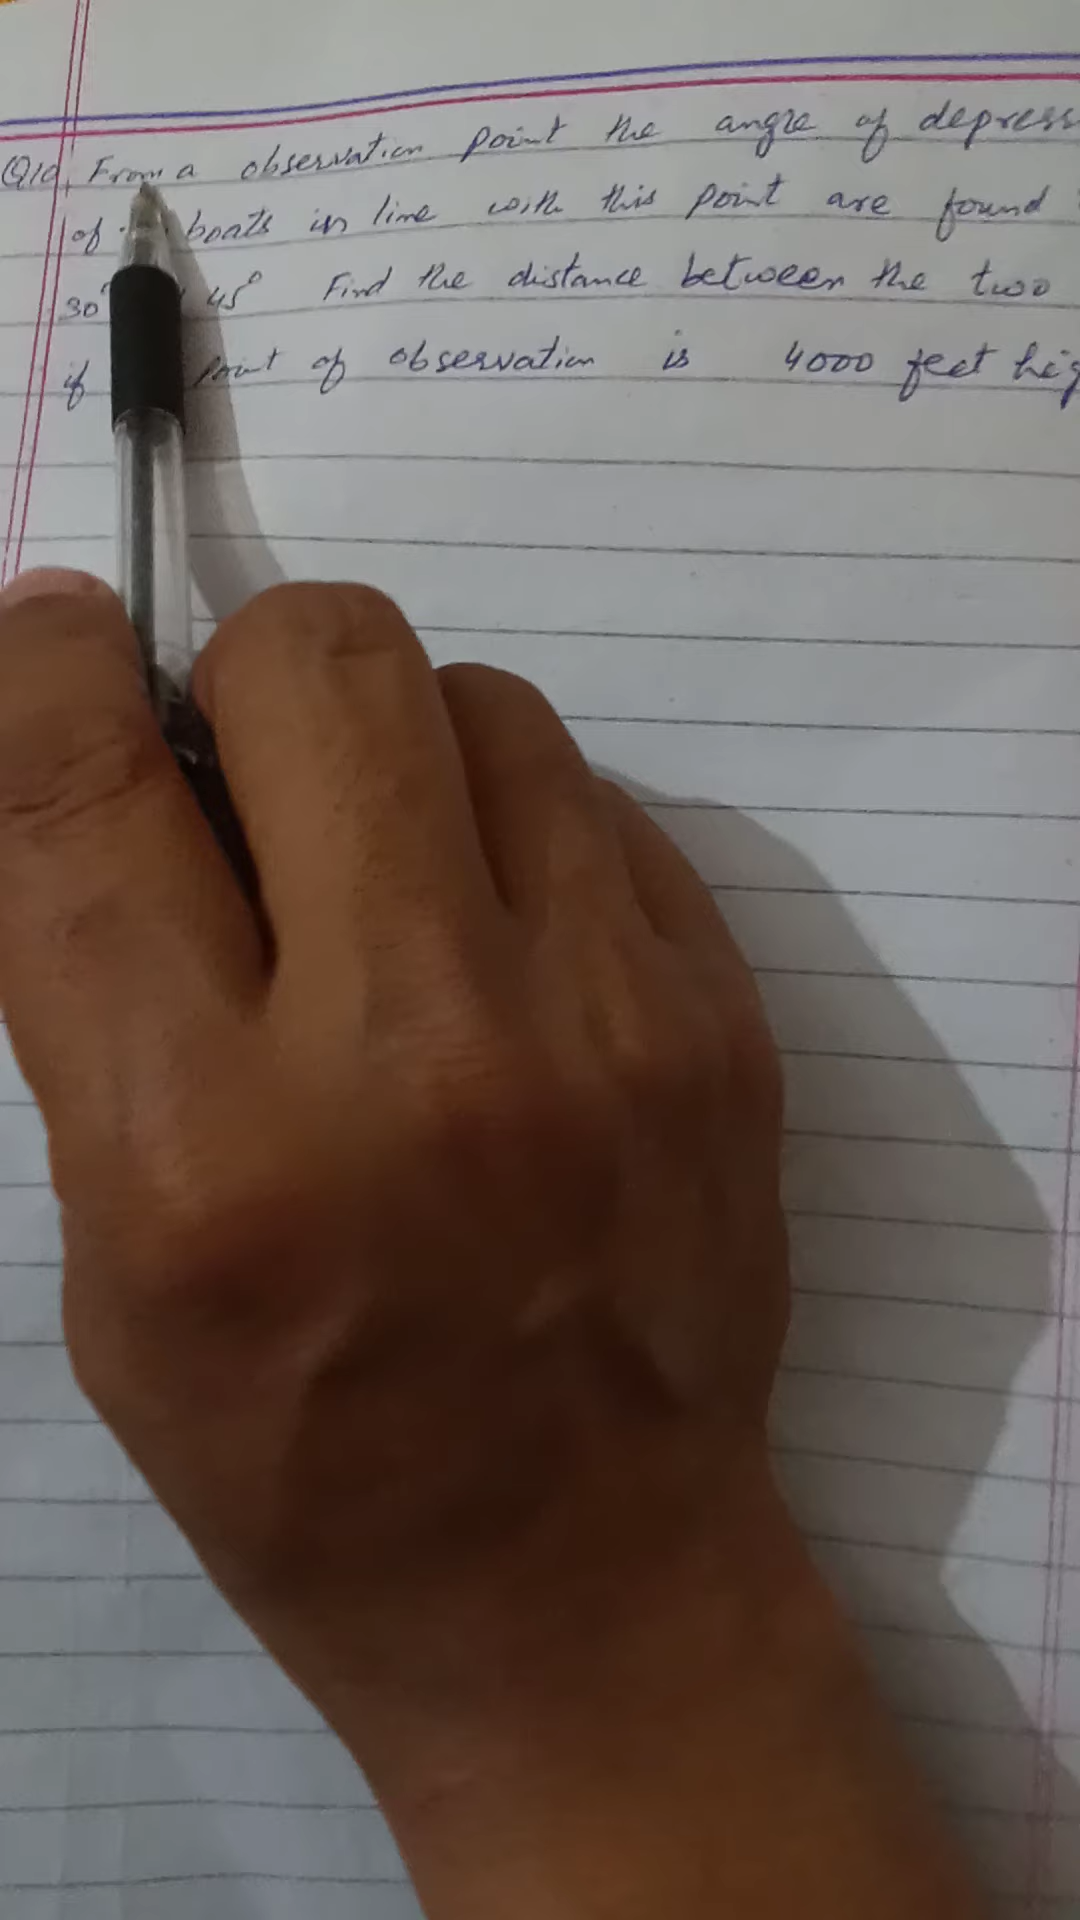 Q10, From a observation point the angle of depress
of boats in line with this point are found
30° 45° Find the distance between the two
if point of observation is 4000 feet hig